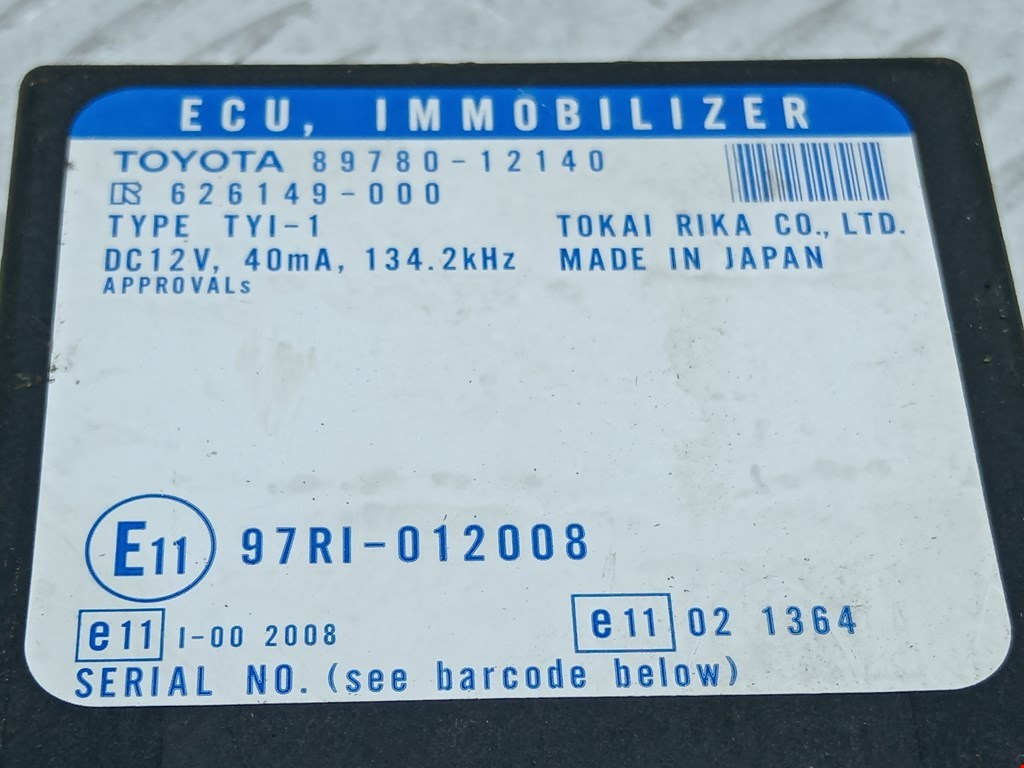 ECU, IMMOBILIZER
TOYOTA 89780-12140
R 626149-000
TYPE TYI-1 TOKAI RIKA CO., LTD.
DC12V, 40mA, 134.2kHz MADE IN JAPAN
APPROVALs
E11 97RI-012008
e11 I-00 2008 e11 02 1364
SERIAL NO. (see barcode below)